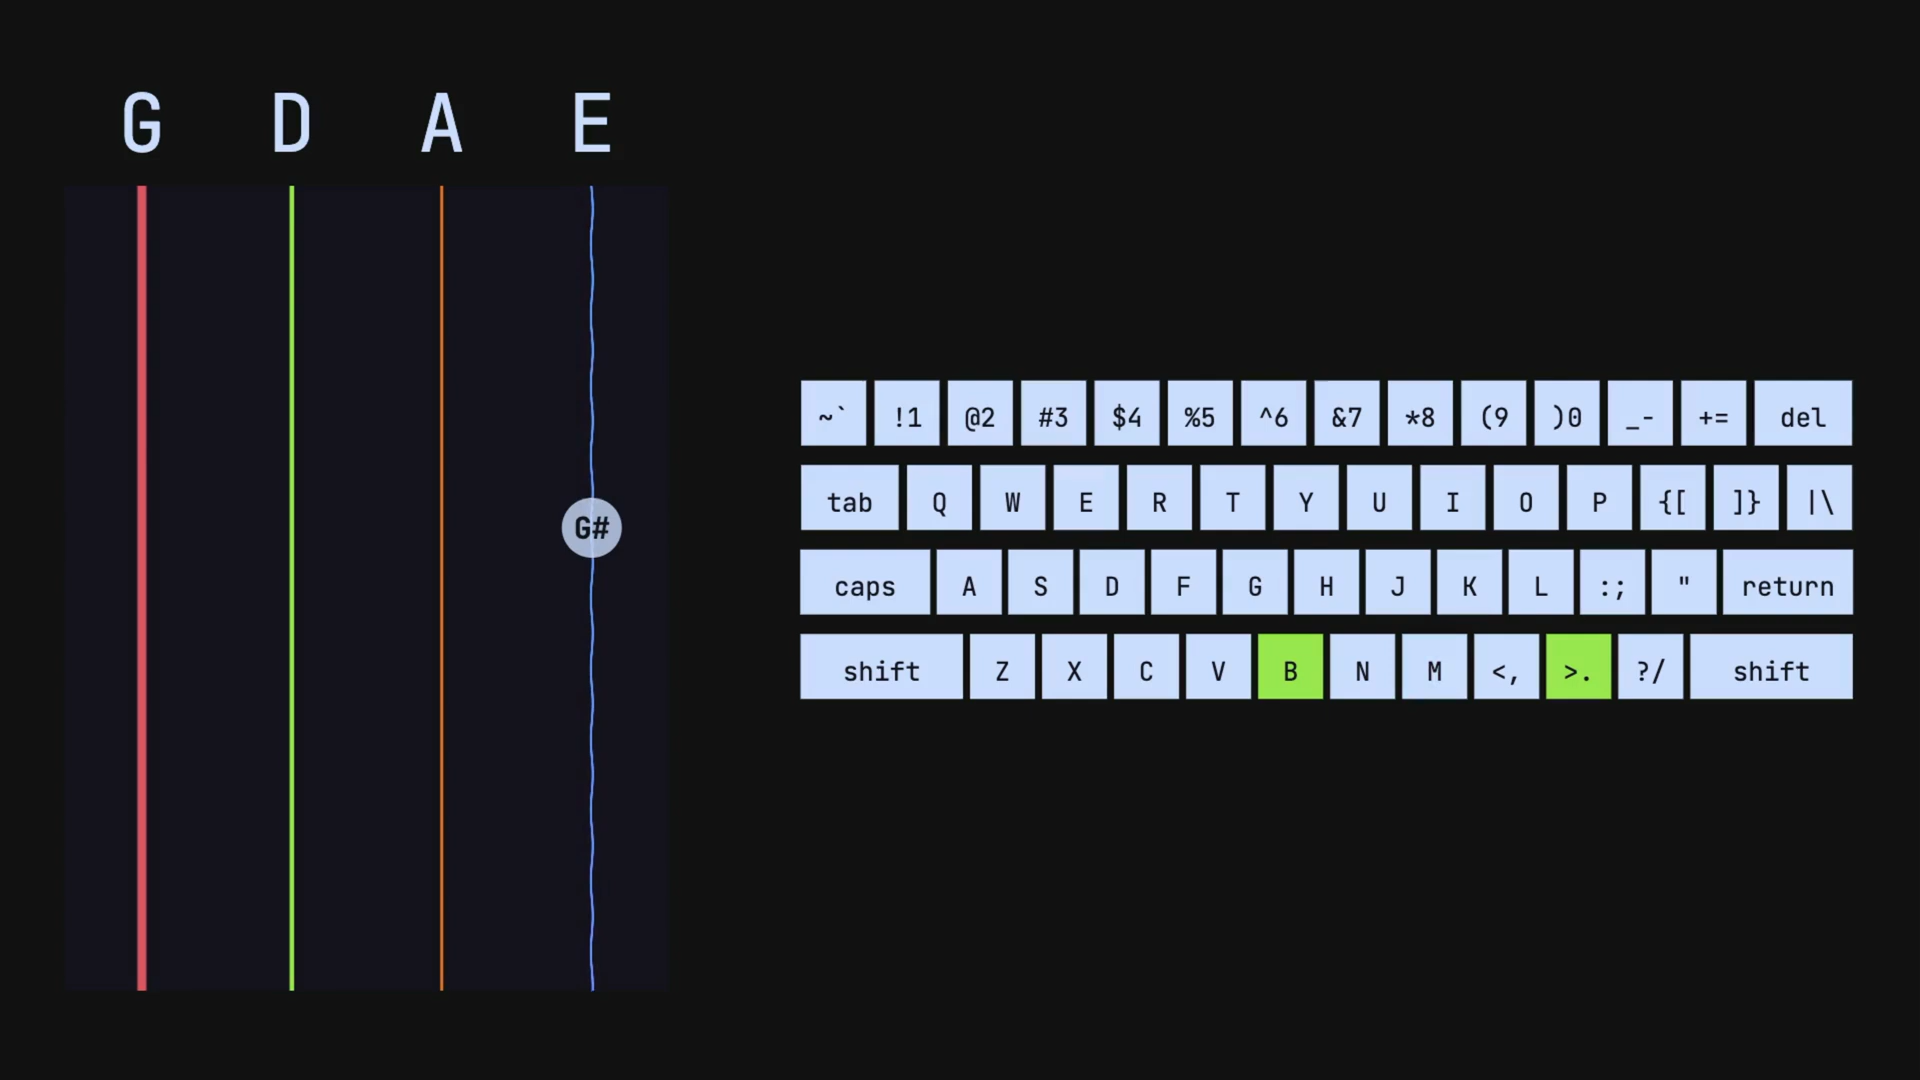 G D A E
G#
~` !1 @2 #3 $4 %5 ^6 &7 *8 (9 )0 _- += del
tab Q W E R T Y U I O P {[ ]} |\
caps A S D F G H J K L :; " return
shift Z X C V B N M <, >. ?/ shift